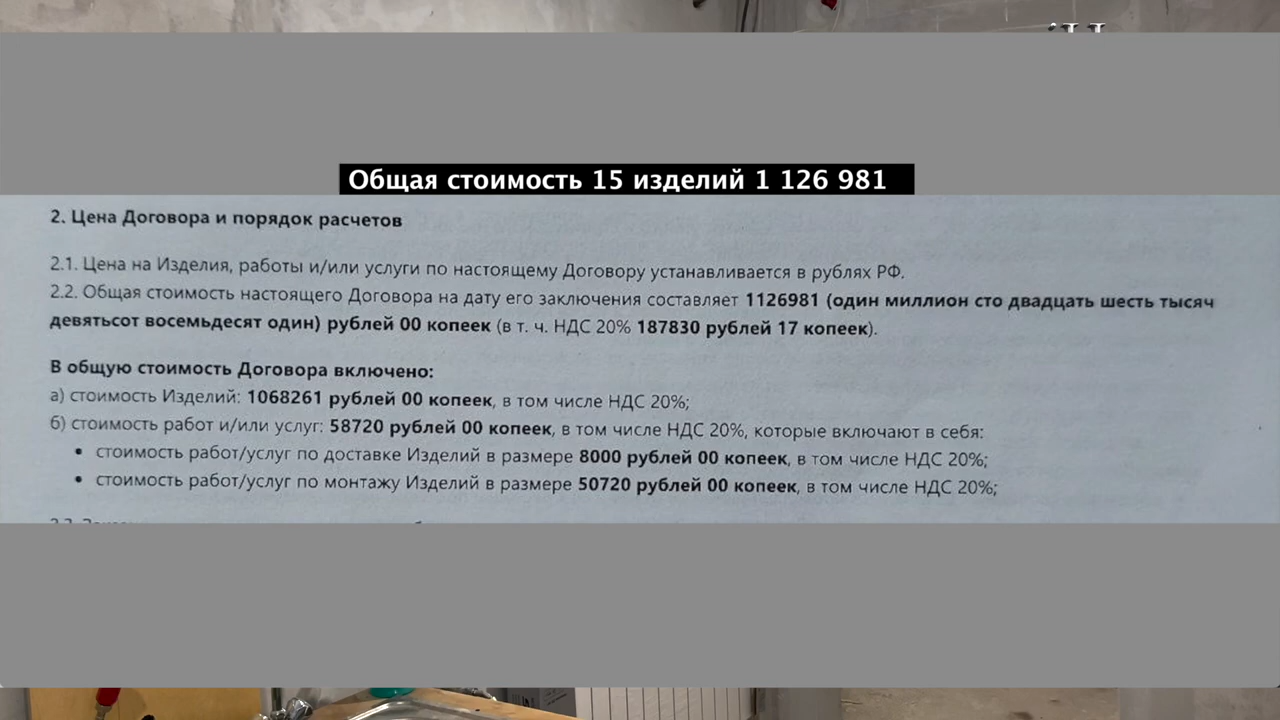 Общая стоимость 15 изделий 1 126 981
2. Цена Договора и порядок расчетов
2.1. Цена на Изделия, работы и/или услуги по настоящему Договору устанавливается в рублях РФ.
2.2. Общая стоимость настоящего Договора на дату его заключения составляет 1126981 (один миллион сто двадцать шесть тысяч
девятьсот восемьдесят один) рублей 00 копеек (в т. ч. НДС 20% 187830 рублей 17 копеек).
В общую стоимость Договора включено:
а) стоимость Изделий: 1068261 рублей 00 копеек, в том числе НДС 20%;
б) стоимость работ и/или услуг: 58720 рублей 00 копеек, в том числе НДС 20%, которые включают в себя:
• стоимость работ/услуг по доставке Изделий в размере 8000 рублей 00 копеек, в том числе НДС 20%;
• стоимость работ/услуг по монтажу Изделий в размере 50720 рублей 00 копеек, в том числе НДС 20%;